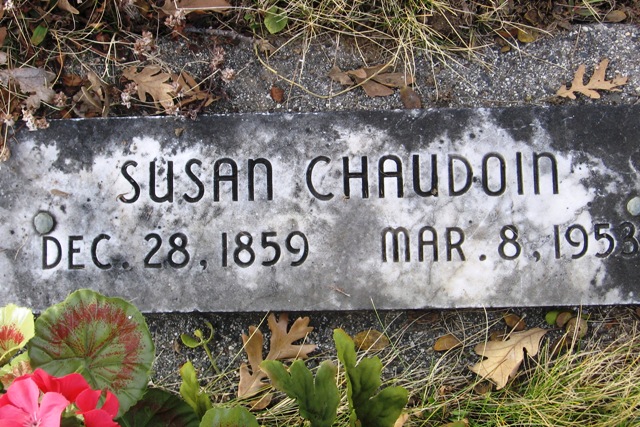 SUSAN CHAUDOIN
DEC. 28, 1859 MAR. 8, 1953